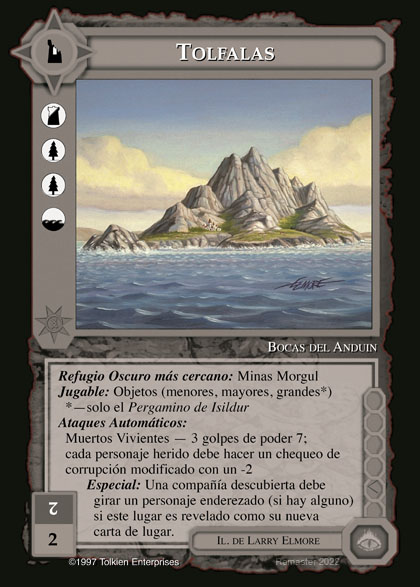 TOLFALAS
ELMORE
BOCAS DEL ANDUIN
Refugio Oscuro más cercano: Minas Morgul
Jugable: Objetos (menores, mayores, grandes*)
*—solo el Pergamino de Isildur
Ataques Automáticos:
Muertos Vivientes — 3 golpes de poder 7;
cada personaje herido debe hacer un chequeo de
corrupción modificado con un -2
Especial: Una compañía descubierta debe
girar un personaje enderezado (si hay alguno)
si este lugar es revelado como su nueva
carta de lugar.
2
2
IL. DE LARRY ELMORE
©1997 Tolkien Enterprises
Remaster 2022